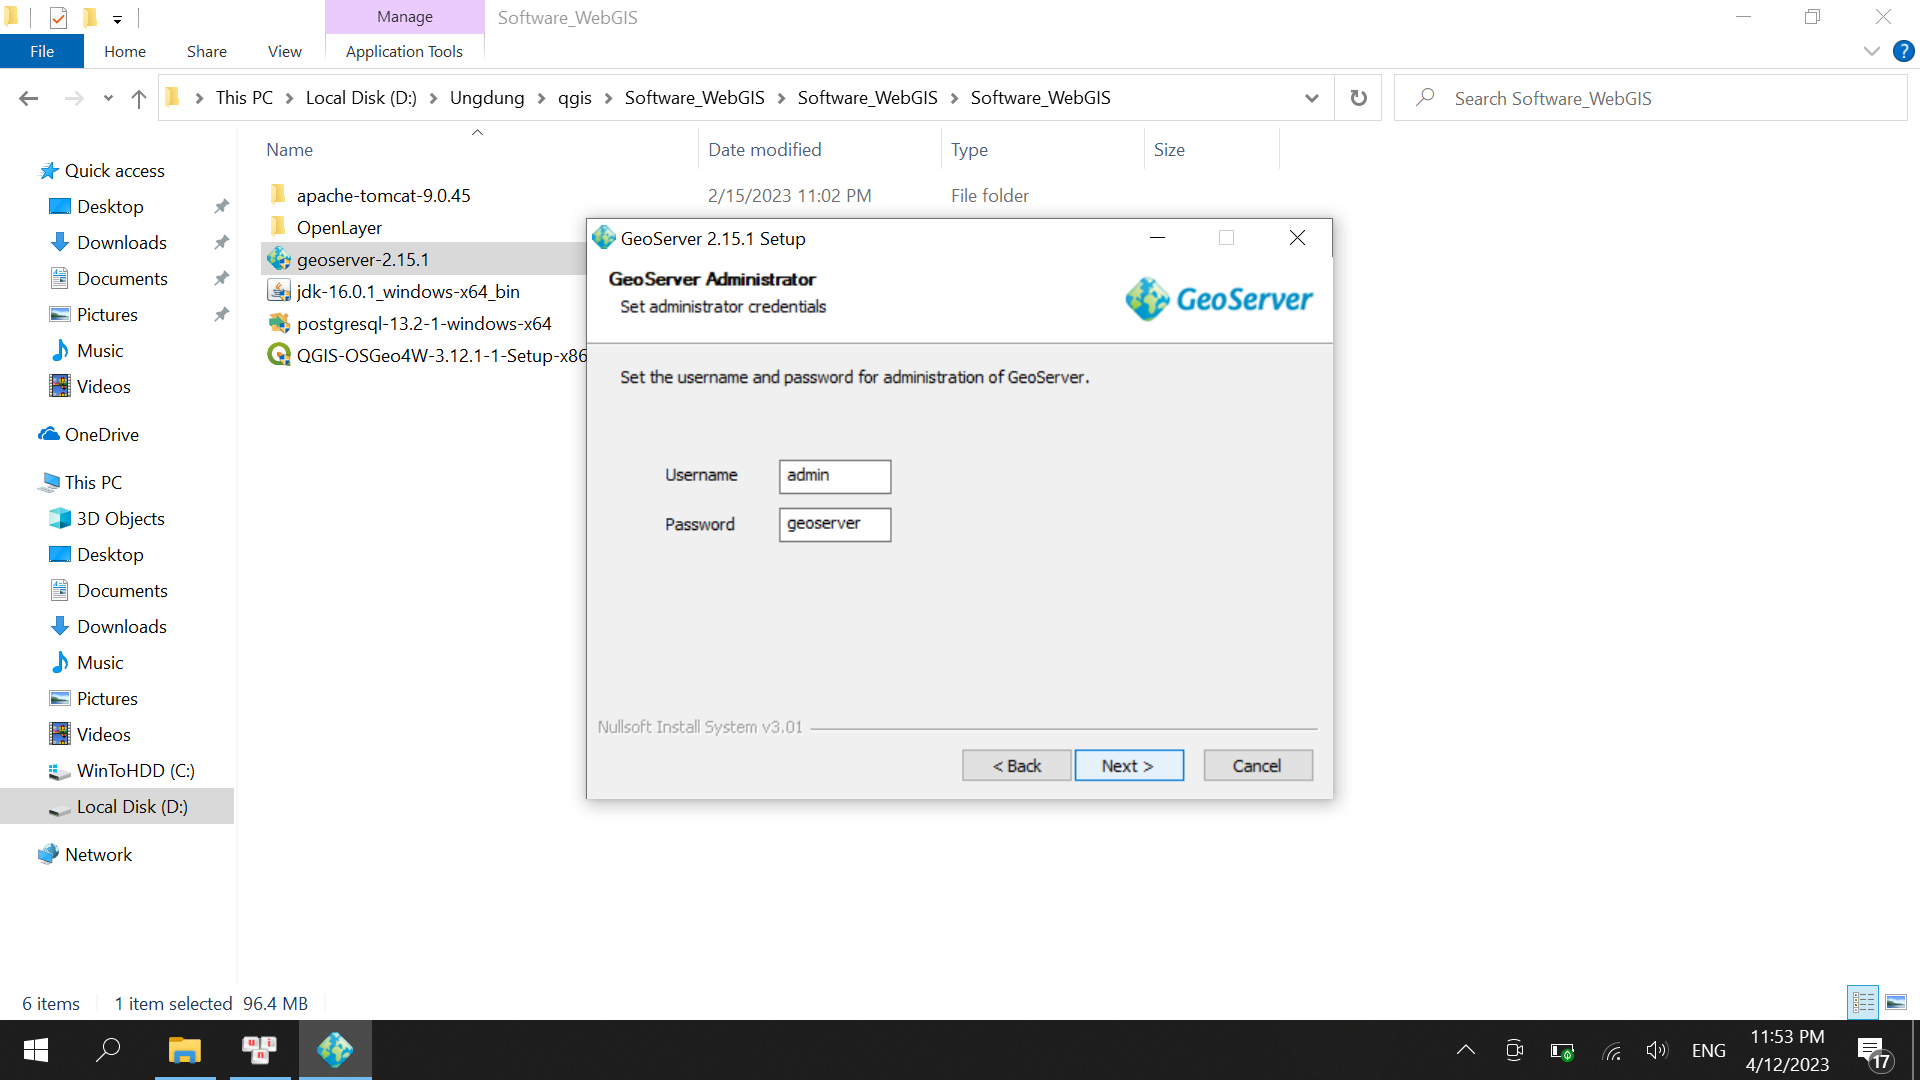 Manage
Software_WebGIS
File
Home
Share
View
Application Tools
This PC
Local Disk (D:)
Ungdung
qgis
Software_WebGIS
Software_WebGIS
Software_WebGIS
Search Software_WebGIS
Name
Date modified
Type
Size
Quick access
Desktop
Downloads
Documents
Pictures
Music
Videos
OneDrive
This PC
3D Objects
Desktop
Documents
Downloads
Music
Pictures
Videos
WinToHDD (C:)
Local Disk (D:)
Network
apache-tomcat-9.0.45
2/15/2023 11:02 PM
File folder
OpenLayer
geoserver-2.15.1
jdk-16.0.1_windows-x64_bin
postgresql-13.2-1-windows-x64
QGIS-OSGeo4W-3.12.1-1-Setup-x86
GeoServer 2.15.1 Setup
GeoServer Administrator
Set administrator credentials
GeoServer
Set the username and password for administration of GeoServer.
Username
admin
Password
geoserver
Nullsoft Install System v3.01
< Back
Next >
Cancel
6 items
1 item selected 96.4 MB
u n i
ENG
11:53 PM
4/12/2023
17